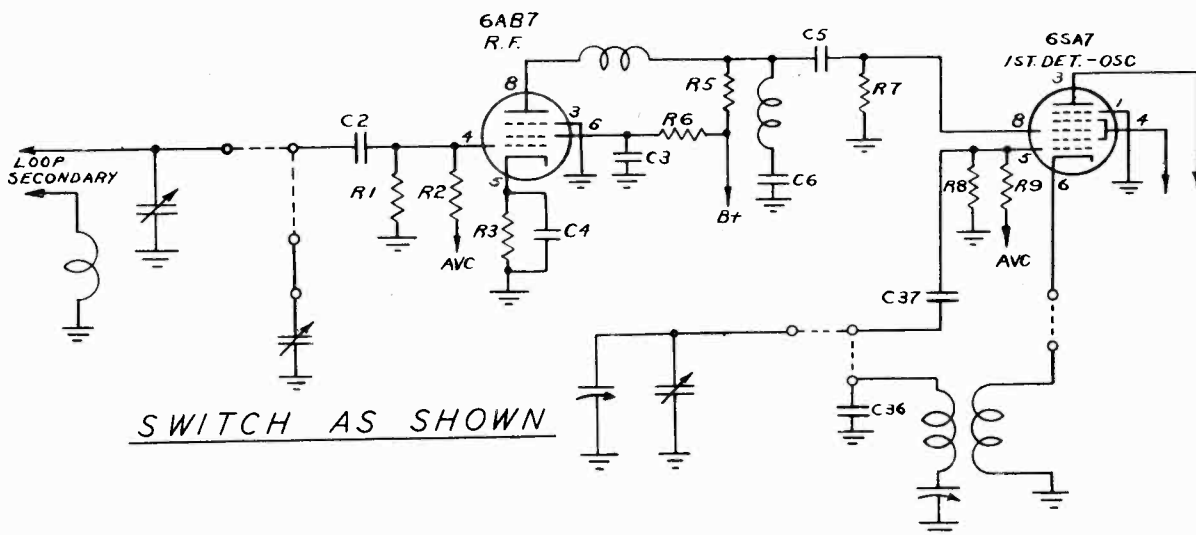 6AB7
R.F.
C5
6SA7
1ST. DET.-OSC
3
8
R5
R7
1
4
C2
3
6
R6
8
4
5
C3
5
6
LOOP
SECONDARY
R1
R2
R3
C4
C6
R8
R9
B+
AVC
AVC
C37
C36
SWITCH AS SHOWN